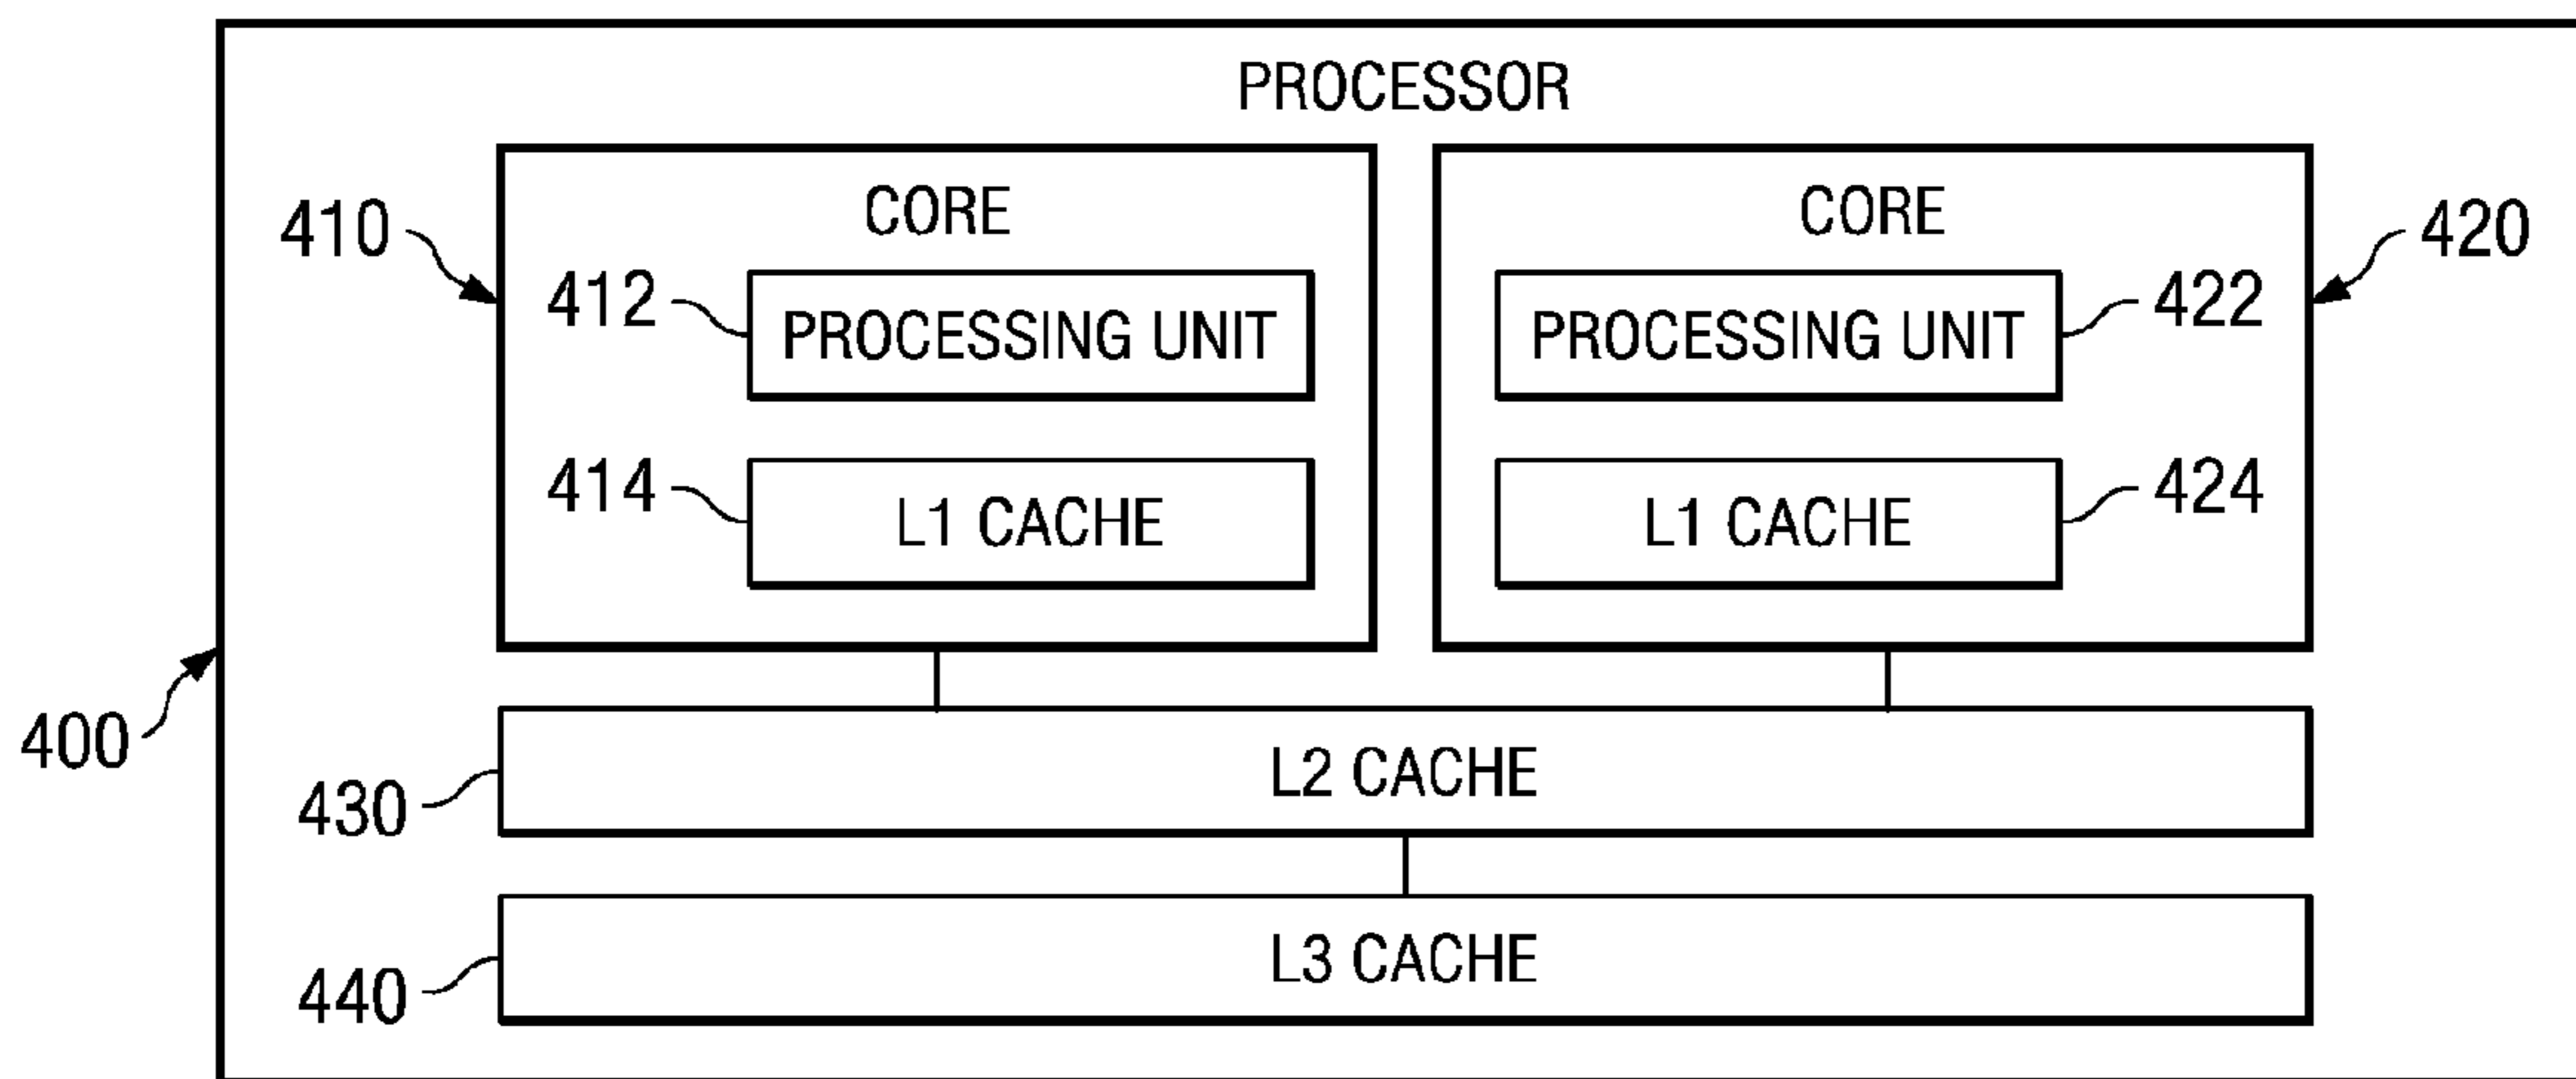 PROCESSOR
CORE
CORE
410
420
412
PROCESSING UNIT
PROCESSING UNIT
422
414
L1 CACHE
L1 CACHE
424
400
L2 CACHE
430
L3 CACHE
440